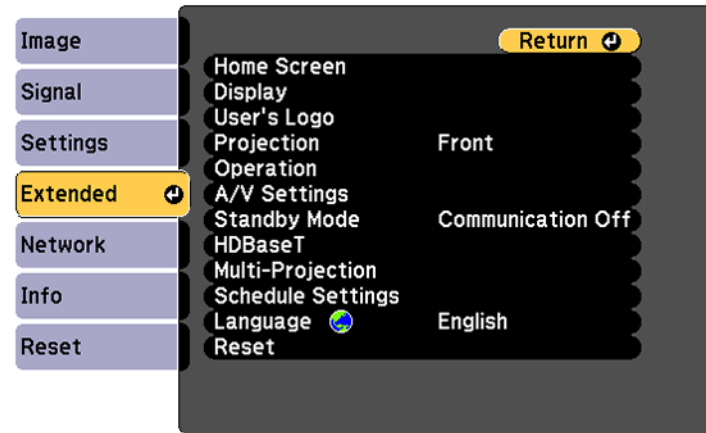 Image
Signal
Settings
Extended
Network
Info
Reset
Return
Home Screen
Display
User's Logo
Projection Front
Operation
A/V Settings
Standby Mode Communication Off
HDBaseT
Multi-Projection
Schedule Settings
Language English
Reset